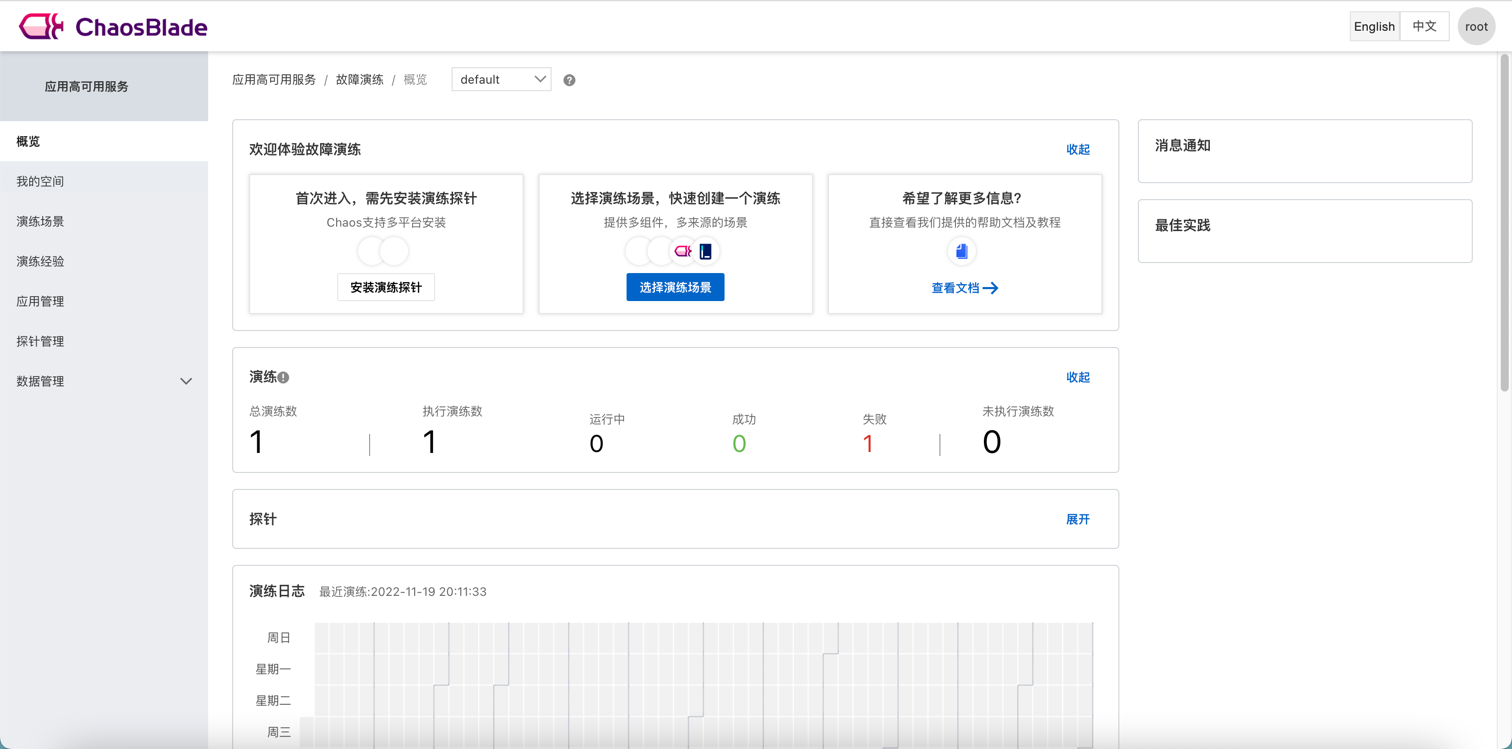 ChaosBlade
English 中文 root
应用高可用服务
概览
我的空间
演练场景
演练经验
应用管理
探针管理
数据管理
应用高可用服务 / 故障演练 / 概览 default
欢迎体验故障演练 收起
首次进入，需先安装演练探针
Chaos支持多平台安装
安装演练探针
选择演练场景，快速创建一个演练
提供多组件，多来源的场景
选择演练场景
希望了解更多信息?
直接查看我们提供的帮助文档及教程
查看文档
演练 收起
总演练数
1
执行演练数
1
运行中
0
成功
0
失败
1
未执行演练数
0
探针 展开
演练日志 最近演练:2022-11-19 20:11:33
周日
星期一
星期二
周三
消息通知
最佳实践